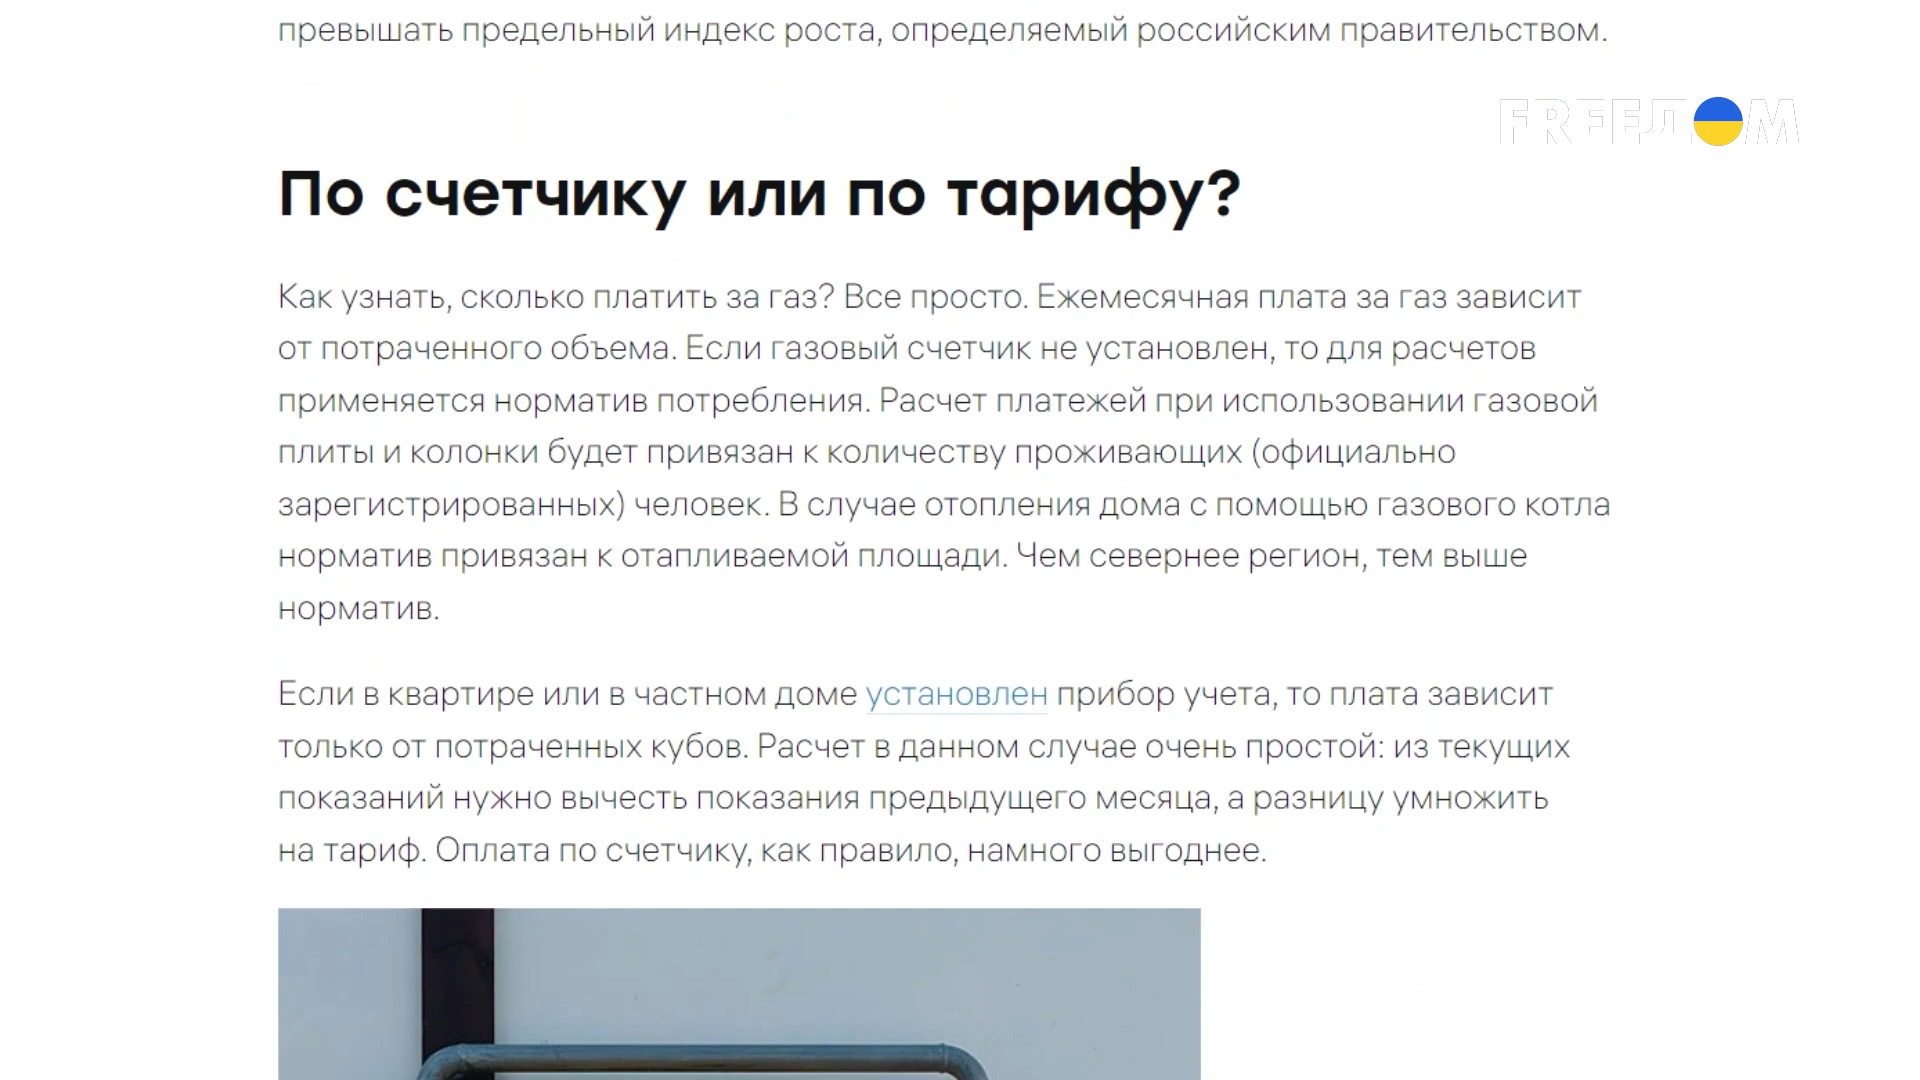 превышать предельный индекс роста, определяемый российским правительством.
FREEДOM
По счетчику или по тарифу?
Как узнать, сколько платить за газ? Все просто. Ежемесячная плата за газ зависит
от потраченного объема. Если газовый счетчик не установлен, то для расчетов
применяется норматив потребления. Расчет платежей при использовании газовой
плиты и колонки будет привязан к количеству проживающих (официально
зарегистрированных) человек. В случае отопления дома с помощью газового котла
норматив привязан к отапливаемой площади. Чем севернее регион, тем выше
норматив.
Если в квартире или в частном доме установлен прибор учета, то плата зависит
только от потраченных кубов. Расчет в данном случае очень простой: из текущих
показаний нужно вычесть показания предыдущего месяца, а разницу умножить
на тариф. Оплата по счетчику, как правило, намного выгоднее.